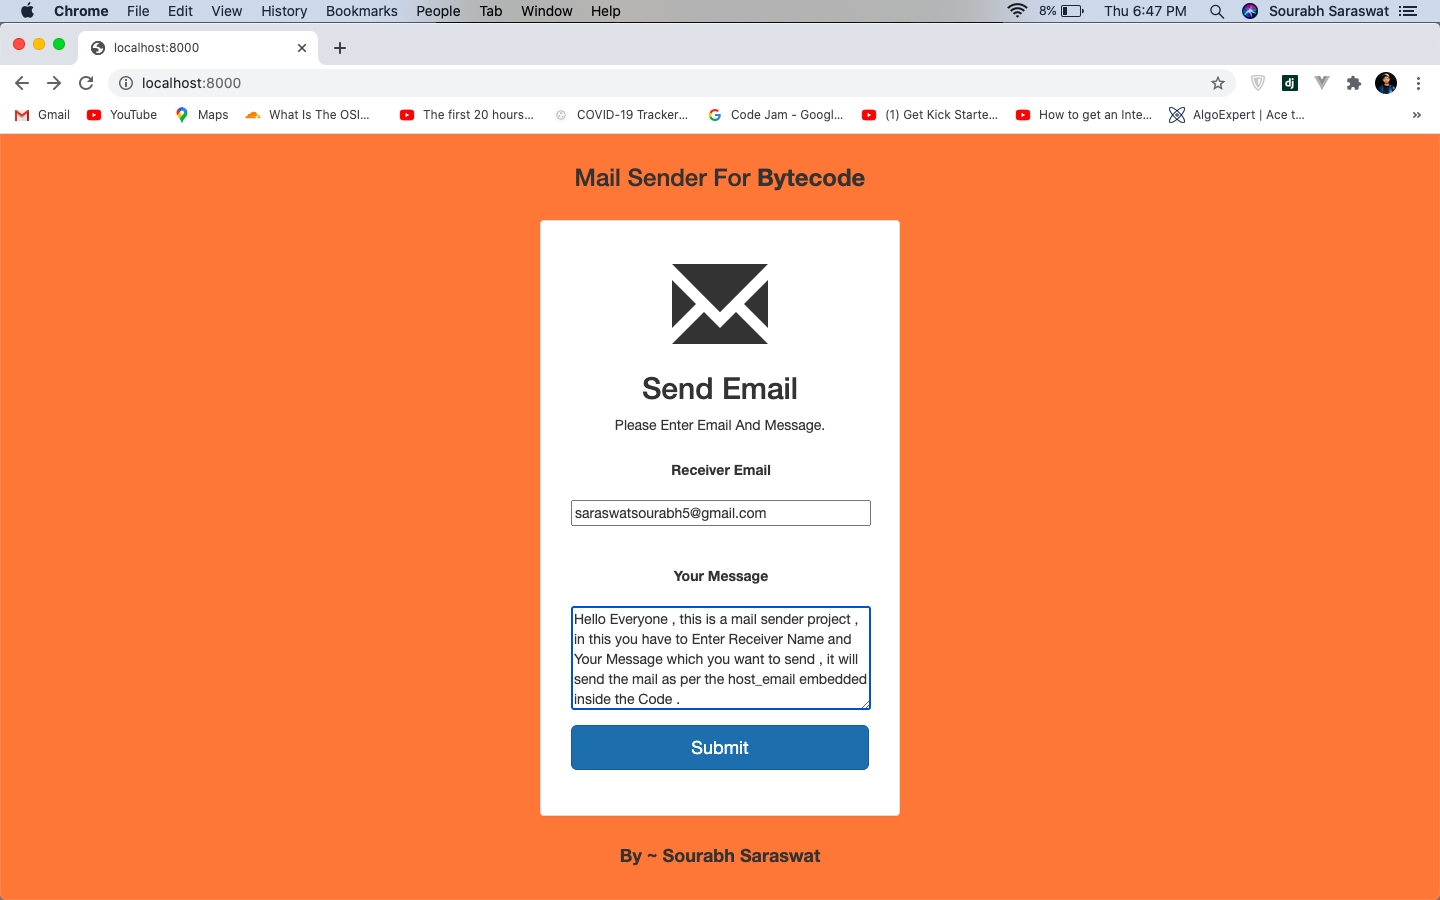 Chrome File Edit View History Bookmarks People Tab Window Help 8% Thu 6:47 PM Sourabh Saraswat
localhost:8000
localhost:8000
Gmail YouTube Maps What Is The OSI... The first 20 hours... COVID-19 Tracker... Code Jam - Googl... (1) Get Kick Starte... How to get an Inte... AlgoExpert | Ace t... »
Mail Sender For Bytecode
Send Email
Please Enter Email And Message.
Receiver Email
saraswatsourabh5@gmail.com
Your Message
Hello Everyone , this is a mail sender project ,
in this you have to Enter Receiver Name and
Your Message which you want to send , it will
send the mail as per the host_email embedded
inside the Code .
Submit
By ~ Sourabh Saraswat